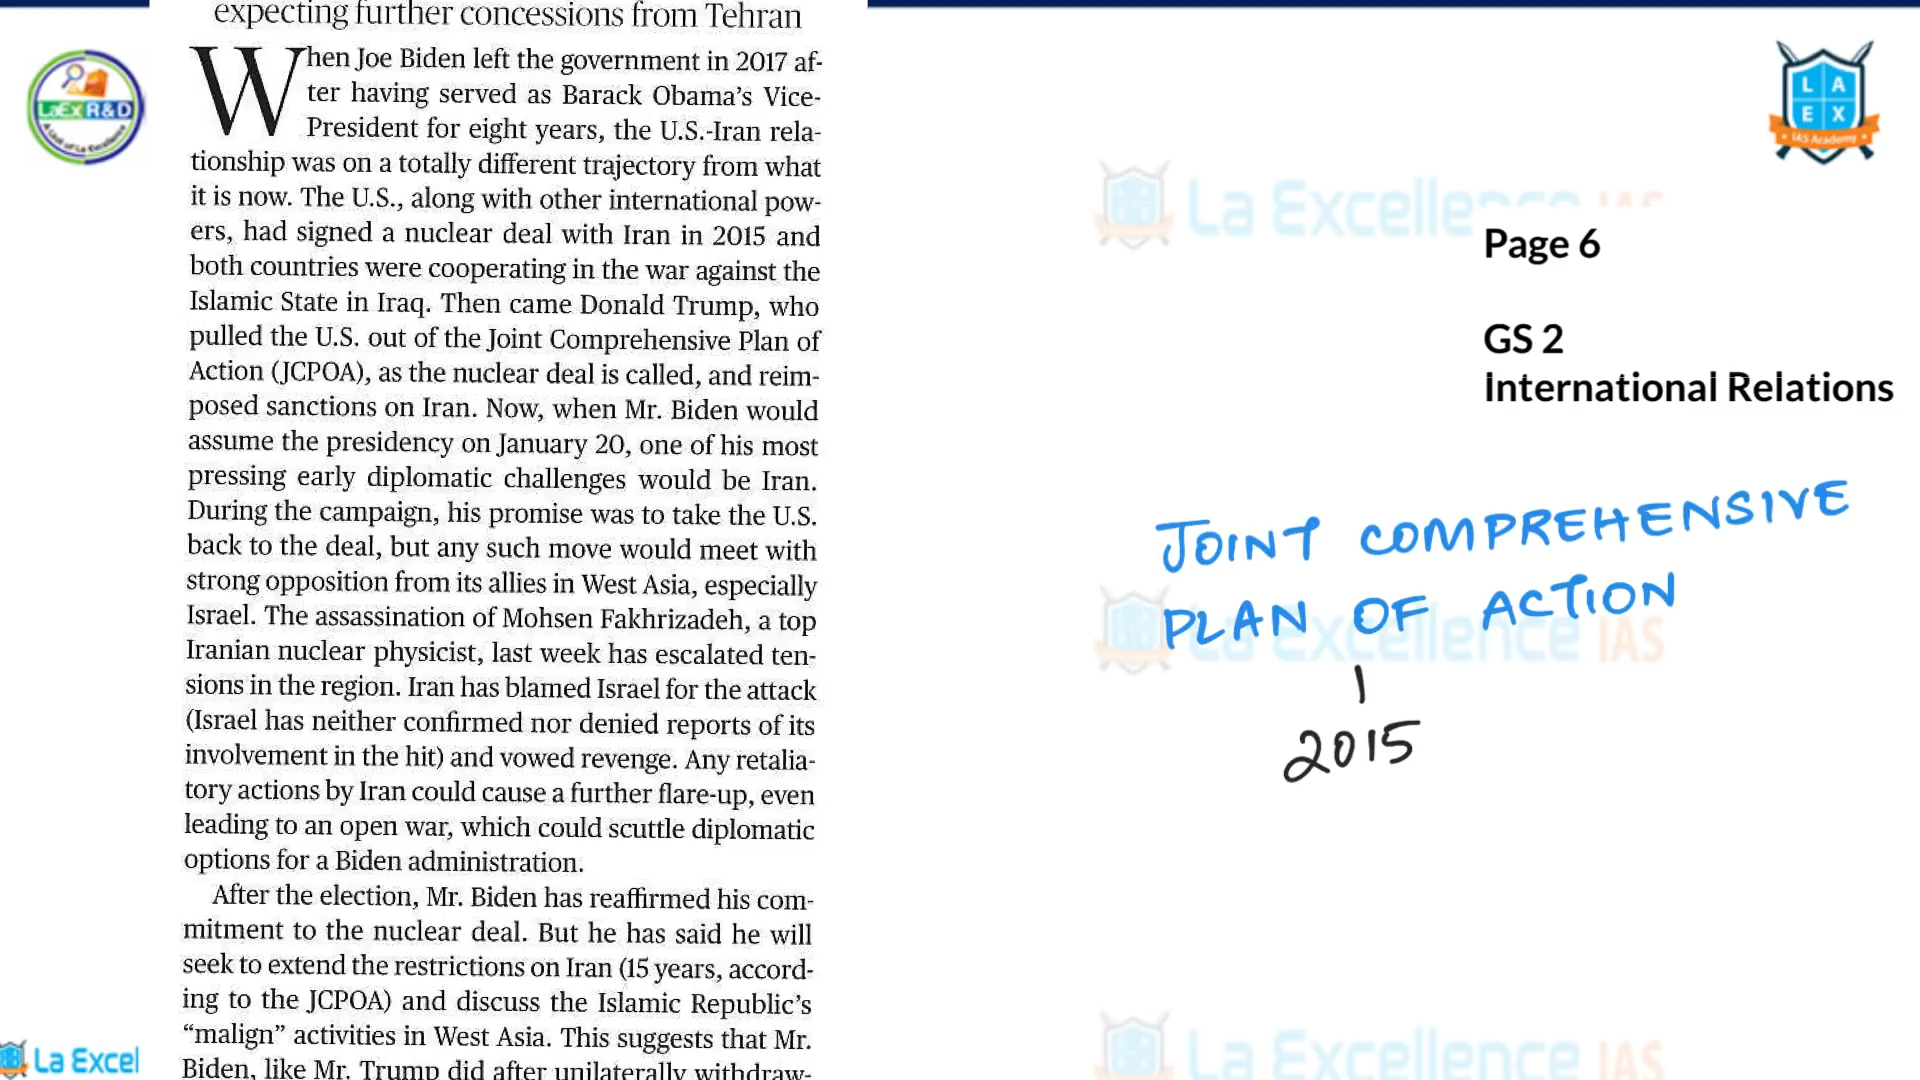 expecting further concessions from Tehran
When Joe Biden left the government in 2017 af-
ter having served as Barack Obama's Vice-
President for eight years, the U.S.-Iran rela-
tionship was on a totally different trajectory from what
it is now. The U.S., along with other international pow-
ers, had signed a nuclear deal with Iran in 2015 and
both countries were cooperating in the war against the
Islamic State in Iraq. Then came Donald Trump, who
pulled the U.S. out of the Joint Comprehensive Plan of
Action (JCPOA), as the nuclear deal is called, and reim-
posed sanctions on Iran. Now, when Mr. Biden would
assume the presidency on January 20, one of his most
pressing early diplomatic challenges would be Iran.
During the campaign, his promise was to take the U.S.
back to the deal, but any such move would meet with
strong opposition from its allies in West Asia, especially
Israel. The assassination of Mohsen Fakhrizadeh, a top
Iranian nuclear physicist, last week has escalated ten-
sions in the region. Iran has blamed Israel for the attack
(Israel has neither confirmed nor denied reports of its
involvement in the hit) and vowed revenge. Any retalia-
tory actions by Iran could cause a further flare-up, even
leading to an open war, which could scuttle diplomatic
options for a Biden administration.
After the election, Mr. Biden has reaffirmed his com-
mitment to the nuclear deal. But he has said he will
seek to extend the restrictions on Iran (15 years, accord-
ing to the JCPOA) and discuss the Islamic Republic's
"malign" activities in West Asia. This suggests that Mr.
Biden, like Mr. Trump did after unilaterally withdraw-
LaEx R&D
A Unit of La Excellence
La Excel
L A
E X
IAS Academy
La Excellence IAS
Page 6
GS 2
International Relations
JOINT COMPREHENSIVE
PLAN OF ACTION
2015
La Excellence IAS
La Excellence IAS